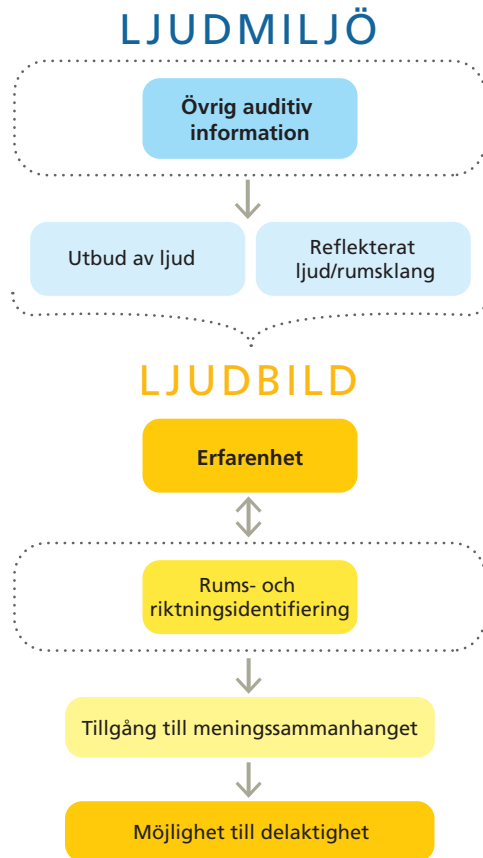 LJUDMILJÖ
Övrig auditiv
information
Utbud av ljud
Reflekterat
ljud/rumsklang
LJUDBILD
Erfarenhet
Rums- och
riktningsidentifiering
Tillgång till meningssammanhanget
Möjlighet till delaktighet